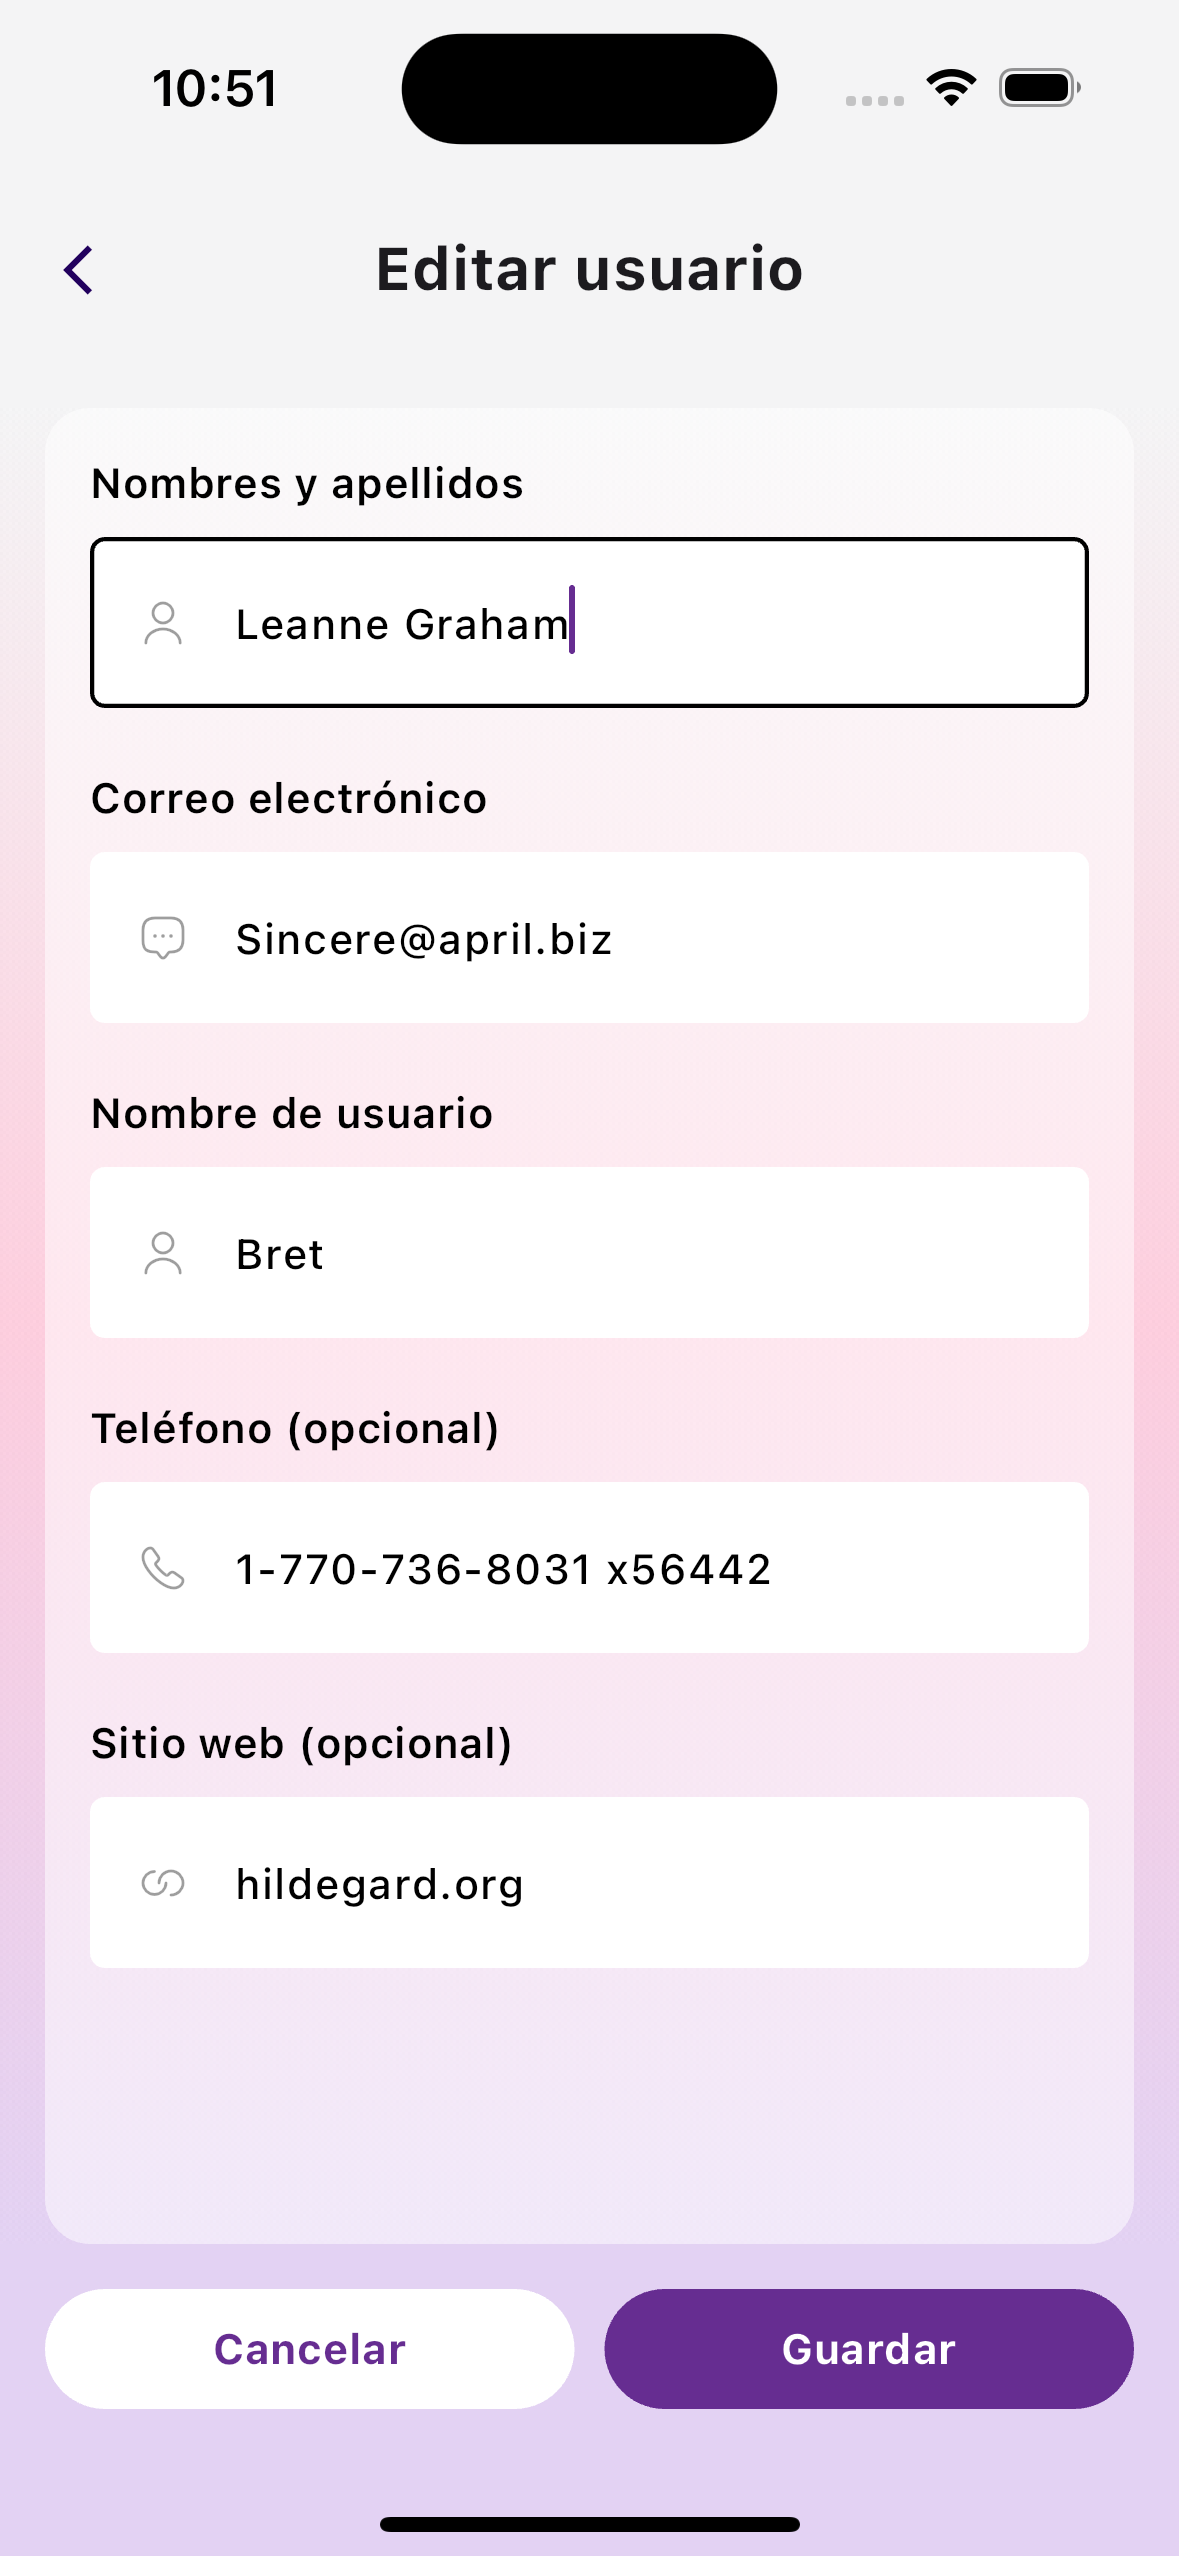 10:51
Editar usuario
Nombres y apellidos
Leanne Graham
Correo electrónico
Sincere@april.biz
Nombre de usuario
Bret
Teléfono (opcional)
1-770-736-8031 x56442
Sitio web (opcional)
hildegard.org
Cancelar
Guardar